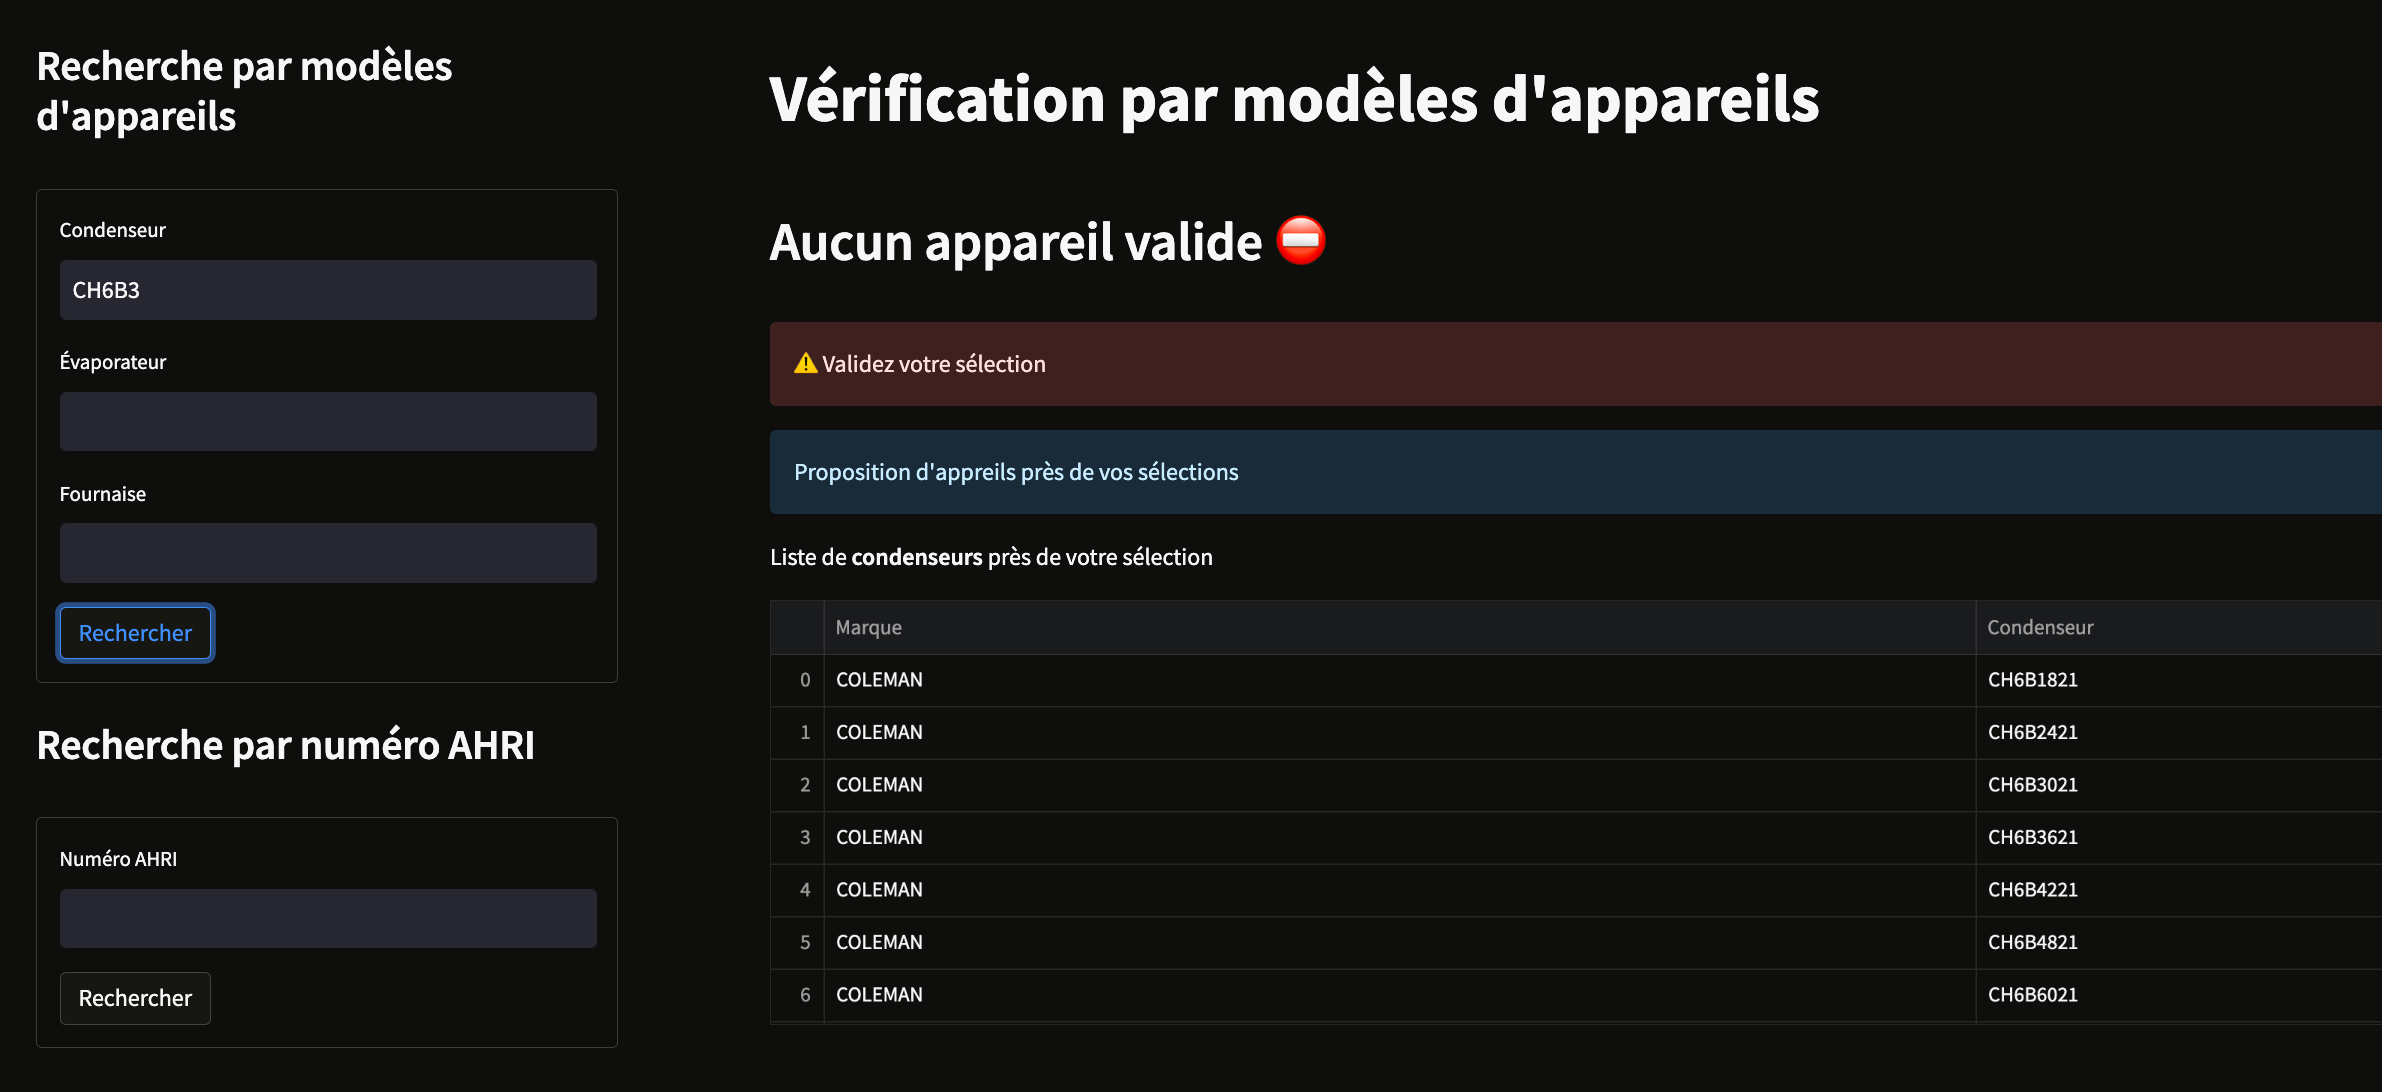 Recherche par modèles
d'appareils
Condenseur
CH6B3
Évaporateur
Fournaise
Rechercher
Recherche par numéro AHRI
Numéro AHRI
Rechercher
Vérification par modèles d'appareils
Aucun appareil valide ⛔
⚠️ Validez votre sélection
Proposition d'appreils près de vos sélections
Liste de condenseurs près de votre sélection
Marque Condenseur
0 COLEMAN CH6B1821
1 COLEMAN CH6B2421
2 COLEMAN CH6B3021
3 COLEMAN CH6B3621
4 COLEMAN CH6B4221
5 COLEMAN CH6B4821
6 COLEMAN CH6B6021